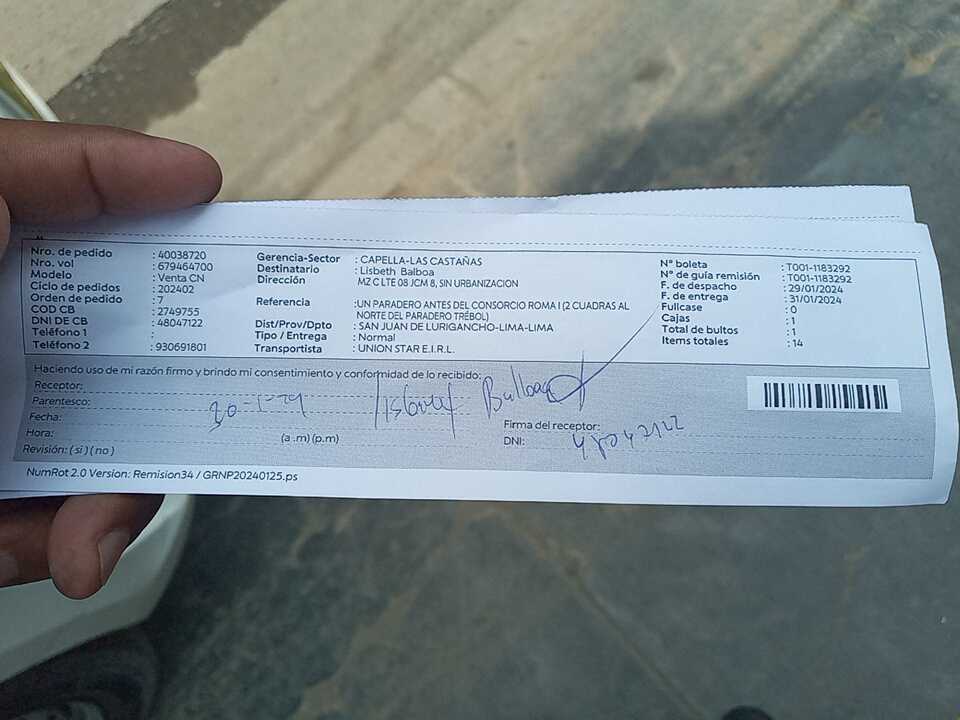 Nro. de pedido : 40038720
Nro. vol : 679464700
Modelo : Venta CN
Ciclo de pedidos : 202402
Orden de pedido : 7
COD CB : 2749755
DNI DE CB : 48047122
Teléfono 1 :
Teléfono 2 : 930691801
Gerencia-Sector : CAPELLA-LAS CASTAÑAS
Destinatario : Lisbeth Balboa
Dirección MZ C LTE 08 JCM 8, SIN URBANIZACION
Referencia :UN PARADERO ANTES DEL CONSORCIO ROMA I (2 CUADRAS AL
NORTE DEL PARADERO TRÉBOL)
Dist/Prov/Dpto : SAN JUAN DE LURIGANCHO-LIMA-LIMA
Tipo / Entrega : Normal
Transportista : UNION STAR E.I.R.L.
N° boleta : T001-1183292
N° de guía remisión : T001-1183292
F. de despacho : 29/01/2024
F. de entrega : 31/01/2024
Fullcase : 0
Cajas : 1
Total de bultos : 1
Items totales : 14
Haciendo uso de mi razón firmo y brindo mi consentimiento y conformidad de lo recibido:
Receptor:
Parentesco:
Fecha:
Hora: (a .m) (p.m)
Revisión: ( si ) ( no )
Firma del receptor:
DNI: 48047122
NumRot 2.0 Version: Remision34 / GRNP20240125.ps